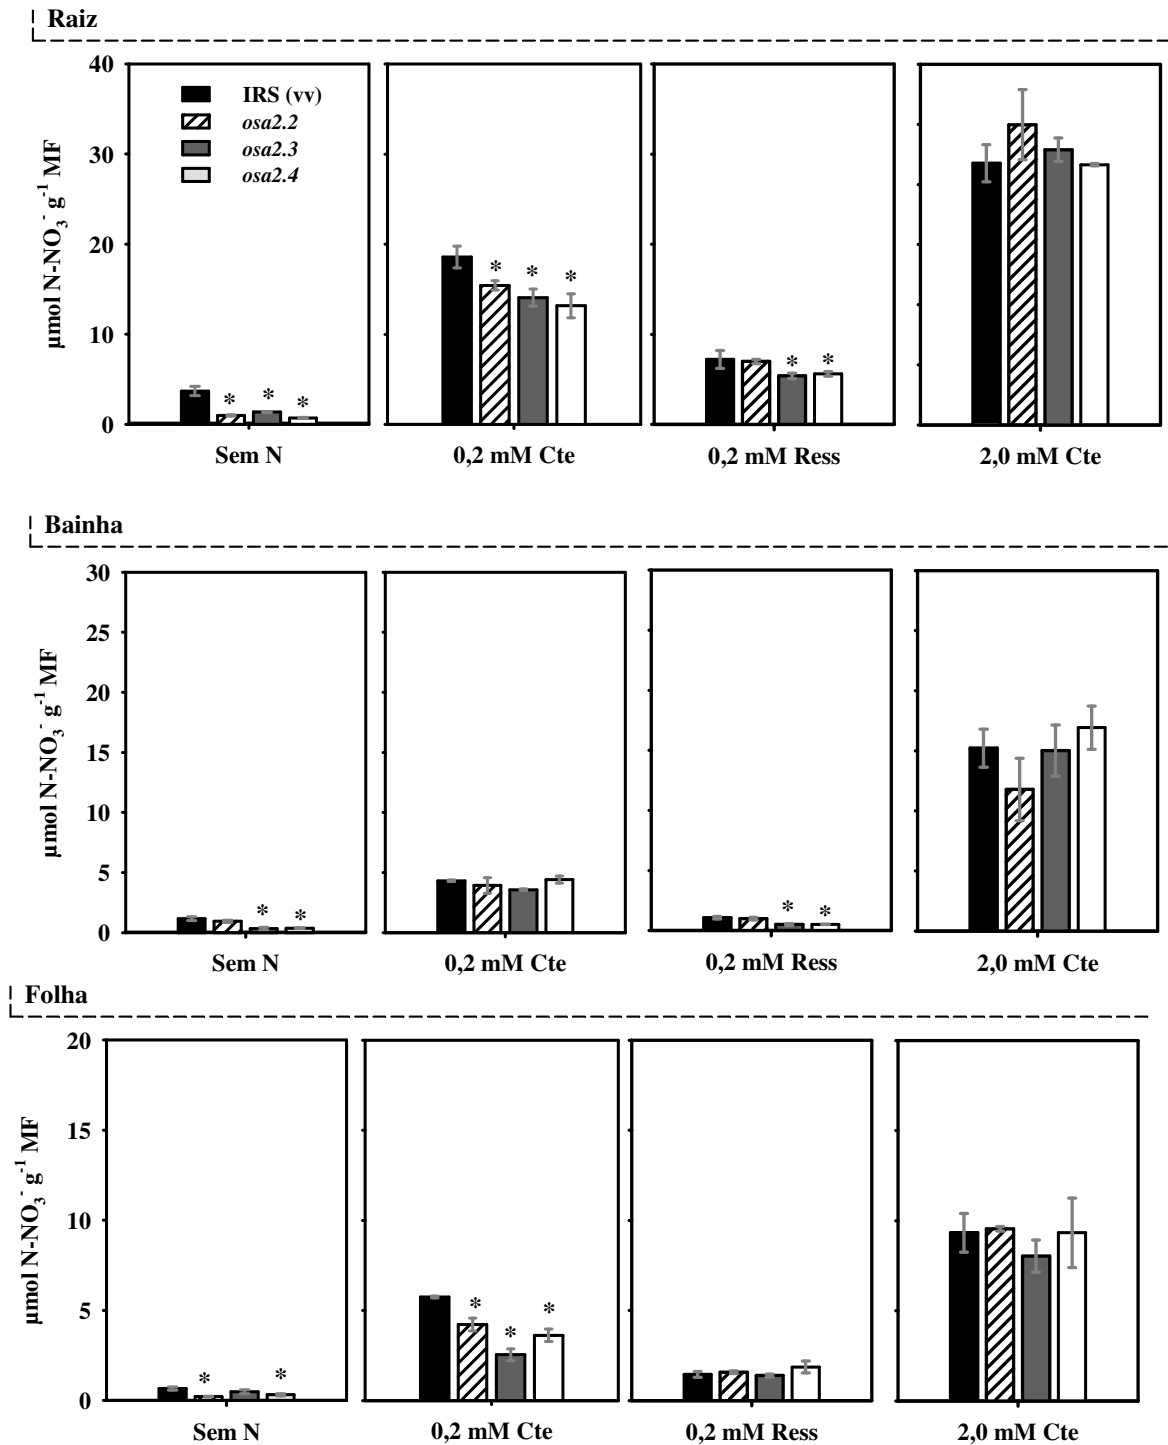 Raiz
µmol N-NO₃⁻ g⁻¹ MF
40
30
20
10
0
IRS (vv)
osa2.2
osa2.3
osa2.4
* * *
* * *
* *
Sem N 0,2 mM Cte 0,2 mM Ress 2,0 mM Cte
Bainha
µmol N-NO₃⁻ g⁻¹ MF
30
25
20
15
10
5
0
* *
* *
Sem N 0,2 mM Cte 0,2 mM Ress 2,0 mM Cte
Folha
µmol N-NO₃⁻ g⁻¹ MF
20
15
10
5
0
* *
* * *
Sem N 0,2 mM Cte 0,2 mM Ress 2,0 mM Cte